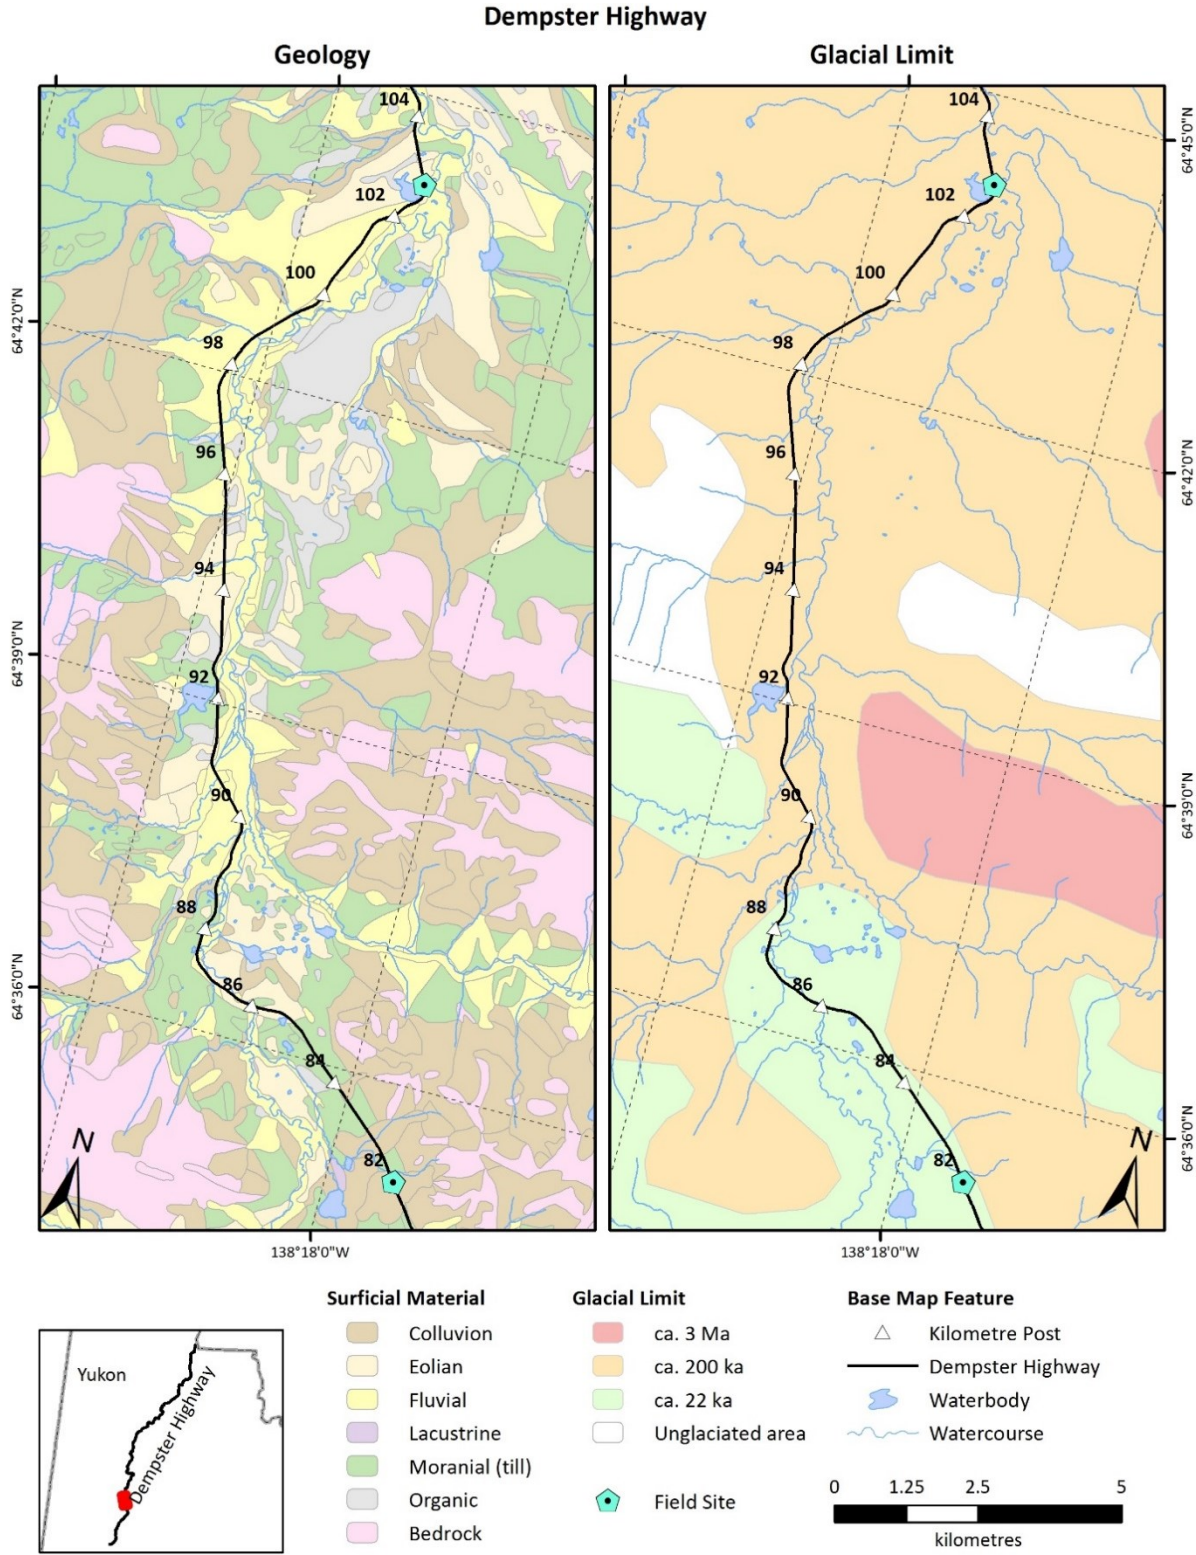 Dempster Highway
Geology
Glacial Limit
104
102
100
98
96
94
92
90
88
86
84
82
N
104
102
100
98
96
94
92
90
88
86
84
82
N
64°42'0"N
64°39'0"N
64°36'0"N
64°45'0"N
64°42'0"N
64°39'0"N
64°36'0"N
138°18'0"W
138°18'0"W
Yukon
Dempster Highway
Surficial Material
Colluvion
Eolian
Fluvial
Lacustrine
Moranial (till)
Organic
Bedrock
Glacial Limit
ca. 3 Ma
ca. 200 ka
ca. 22 ka
Unglaciated area
Field Site
Base Map Feature
Kilometre Post
Dempster Highway
Waterbody
Watercourse
0 1.25 2.5 5
kilometres